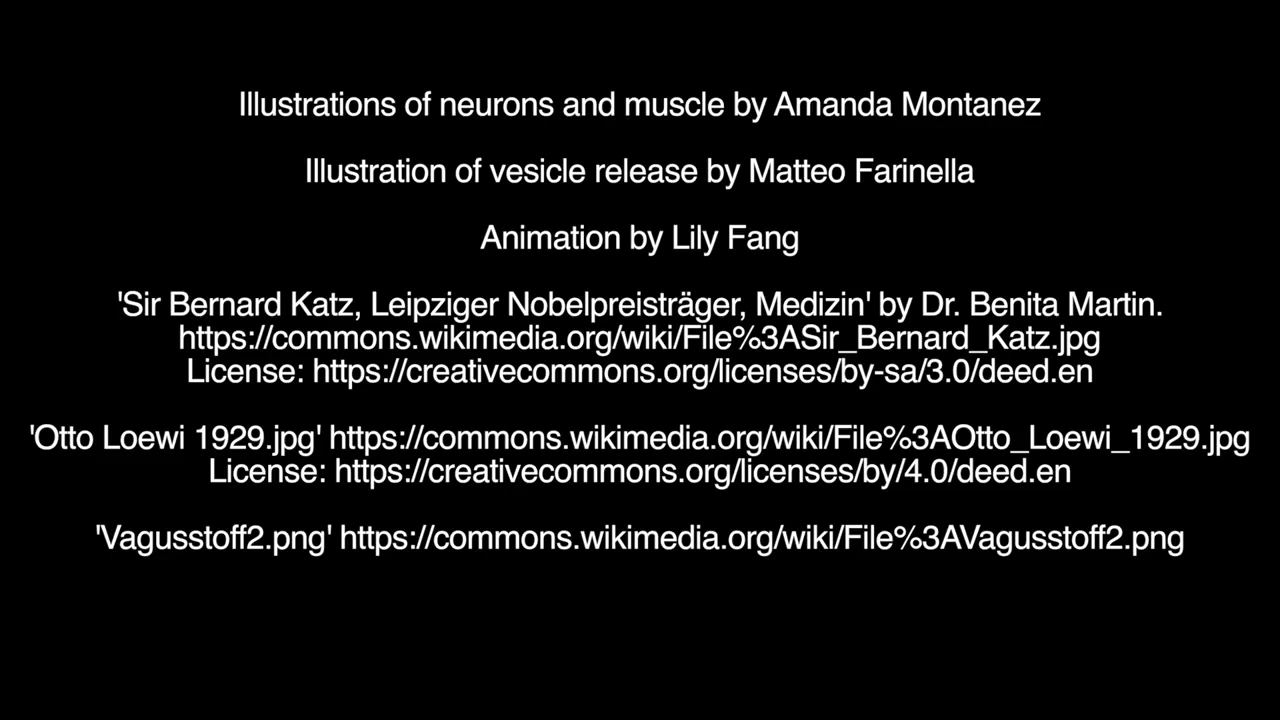 Illustrations of neurons and muscle by Amanda Montanez
Illustration of vesicle release by Matteo Farinella
Animation by Lily Fang
'Sir Bernard Katz, Leipziger Nobelpreisträger, Medizin' by Dr. Benita Martin.
https://commons.wikimedia.org/wiki/File%3ASir_Bernard_Katz.jpg
License: https://creativecommons.org/licenses/by-sa/3.0/deed.en
'Otto Loewi 1929.jpg' https://commons.wikimedia.org/wiki/File%3AOtto_Loewi_1929.jpg
License: https://creativecommons.org/licenses/by/4.0/deed.en
'Vagusstoff2.png' https://commons.wikimedia.org/wiki/File%3AVagusstoff2.png